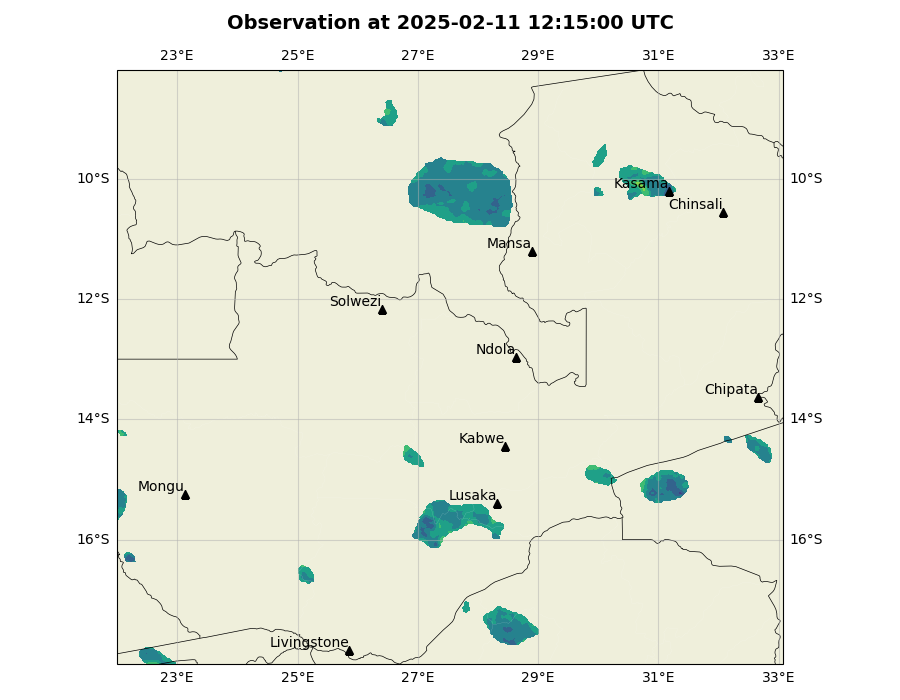 Observation at 2025-02-11 12:15:00 UTC
23°E 25°E 27°E 29°E 31°E 33°E
10°S 10°S
Kasama
Chinsali
Mansa
12°S 12°S
Solwezi
Ndola
Chipata
14°S 14°S
Kabwe
Mongu
Lusaka
16°S 16°S
Livingstone
23°E 25°E 27°E 29°E 31°E 33°E